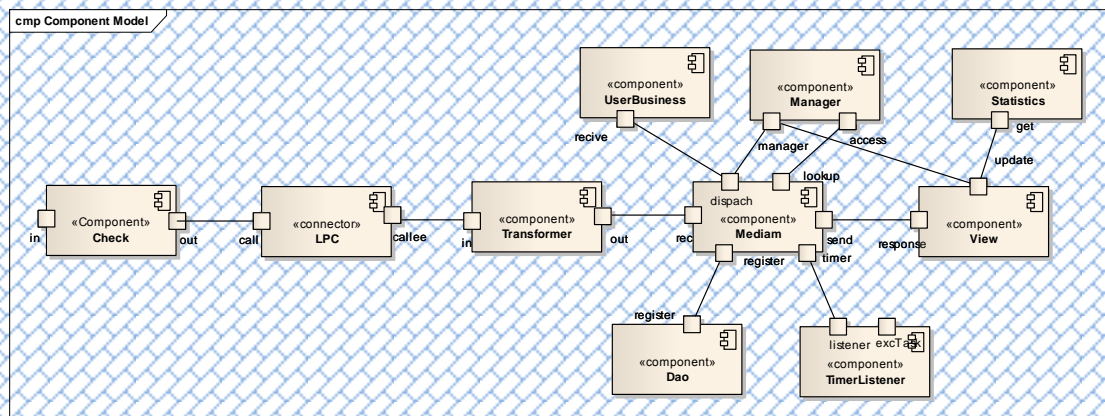 cmp Component Model
«component»
UserBusiness
recive
«component»
Manager
manager
access
«component»
Statistics
get
update
«Component»
Check
in
out
«connector»
LPC
call
callee
«component»
Transformer
in
out
dispach
lookup
«component»
Mediam
rec
send
register
timer
«component»
View
response
register
«component»
Dao
listener
excTask
«component»
TimerListener